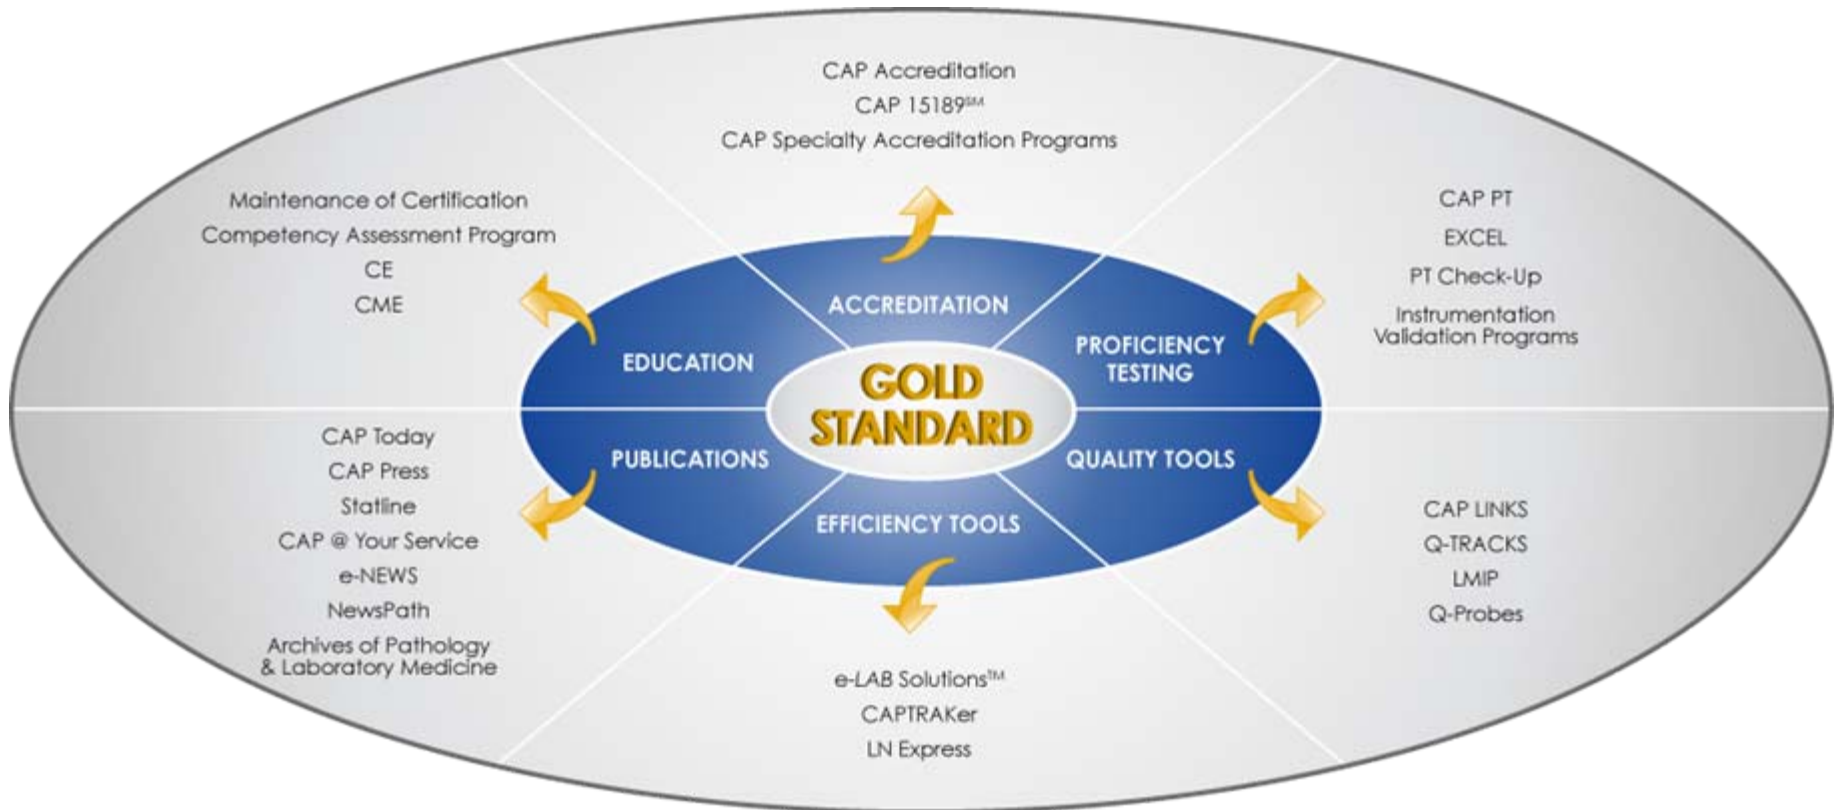 CAP Accreditation
CAP 15189℠
CAP Specialty Accreditation Programs
Maintenance of Certification
Competency Assessment Program
CE
CME
CAP PT
EXCEL
PT Check-Up
Instrumentation
Validation Programs
ACCREDITATION
EDUCATION
PROFICIENCY
TESTING
GOLD
STANDARD
PUBLICATIONS
QUALITY TOOLS
EFFICIENCY TOOLS
CAP Today
CAP Press
Statline
CAP @ Your Service
e-NEWS
NewsPath
Archives of Pathology
& Laboratory Medicine
CAP LINKS
Q-TRACKS
LMIP
Q-Probes
e-LAB Solutions™
CAPTRAKer
LN Express